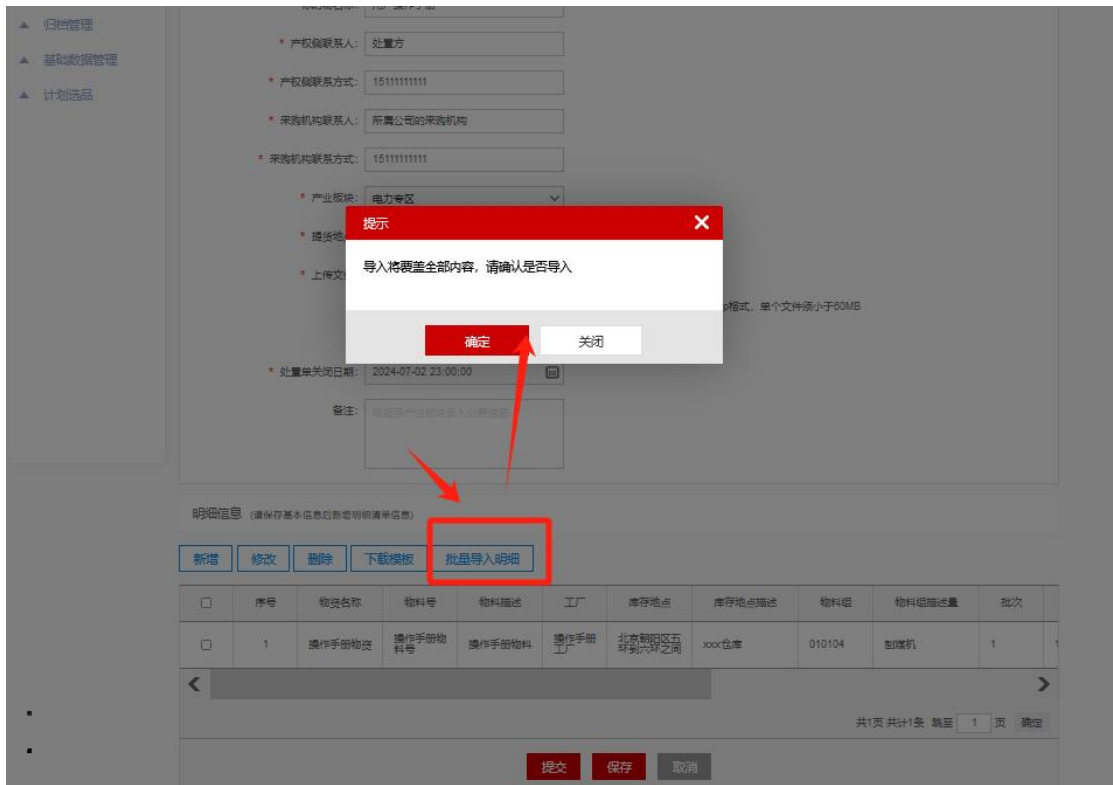 归档管理
基础数据管理
计划选品
* 产权侧联系人: 处置方
* 产权侧联系方式: 15111111111
* 采购机构联系人: 所属公司的采购机构
* 采购机构联系方式: 15111111111
* 产业板块: 电力专区
提示
* 提货地
导入将覆盖全部内容，请确认是否导入
* 上传文
格式，单个文件须小于60MB
确定 关闭
* 处置单关闭日期: 2024-07-02 23:00:00
备注:
明细信息 (请保存基本信息后新增明细清单信息)
新增 修改 删除 下载模板 批量导入明细
序号 物资名称 物料号 物料描述 工厂 库存地点 库存地点描述 物料组 物料组描述量 批次
1 操作手册物资 操作手册物料号 操作手册物料 操作手册工厂 北京朝阳区五环到六环之间 xxx仓库 010104 刨煤机 1 1
共1页 共计1条 跳至 1 页 确定
提交 保存 取消